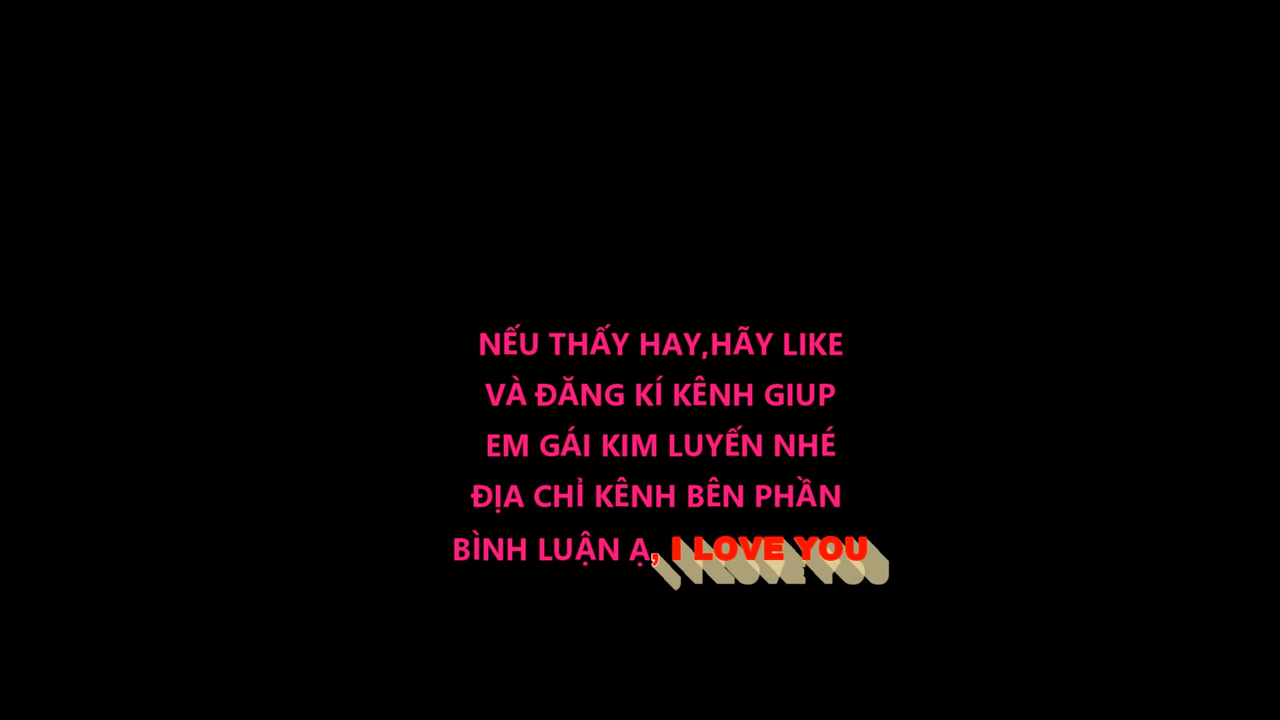 NẾU THẤY HAY,HÃY LIKE
VÀ ĐĂNG KÍ KÊNH GIUP
EM GÁI KIM LUYẾN NHÉ
ĐỊA CHỈ KÊNH BÊN PHẦN
BÌNH LUẬN Ạ, I LOVE YOU